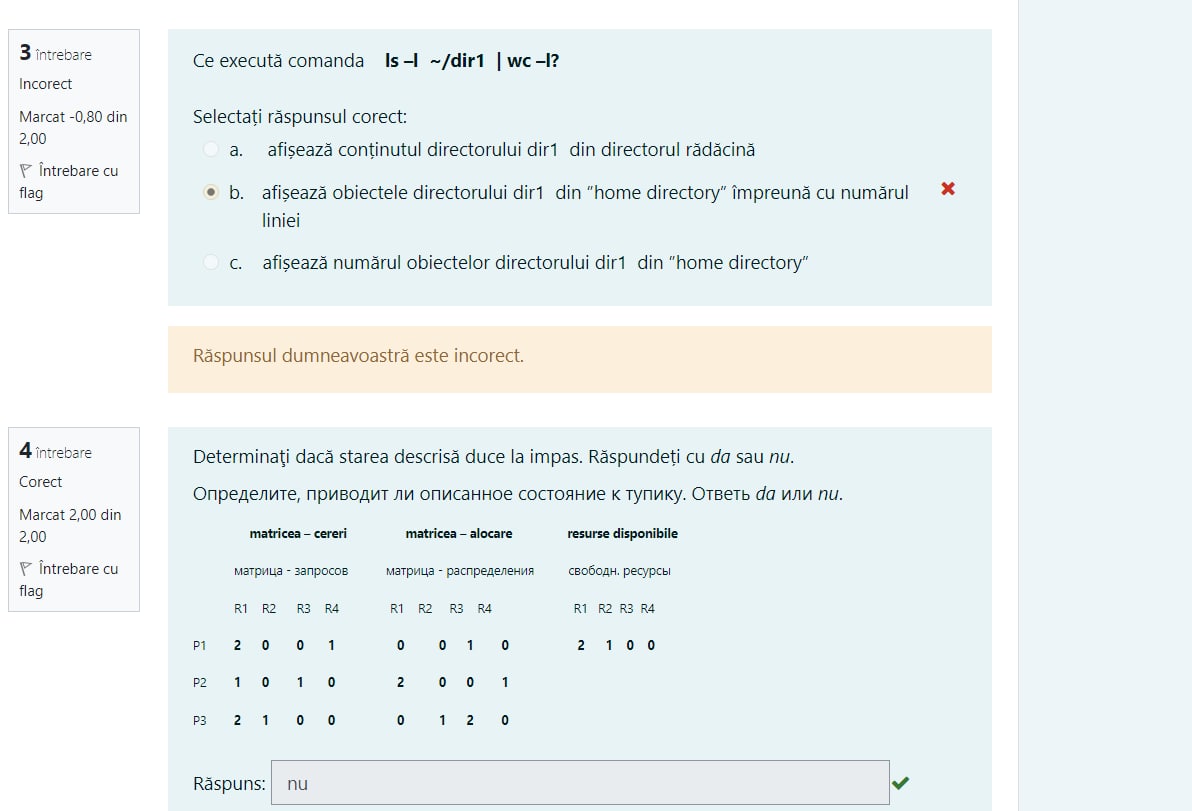 3 întrebare
Incorect
Marcat -0,80 din
2,00
Întrebare cu
flag
Ce execută comanda ls –l ~/dir1 | wc –l?
Selectați răspunsul corect:
a. afișează conținutul directorului dir1 din directorul rădăcină
b. afișează obiectele directorului dir1 din ”home directory” împreună cu numărul
liniei
c. afișează numărul obiectelor directorului dir1 din ”home directory”
Răspunsul dumneavoastră este incorect.
4 întrebare
Corect
Marcat 2,00 din
2,00
Întrebare cu
flag
Determinaţi dacă starea descrisă duce la impas. Răspundeți cu da sau nu.
Определите, приводит ли описанное состояние к тупику. Ответь da или nu.
matricea – cereri matricea – alocare resurse disponibile
матрица - запросов матрица - распределения свободн. ресурсы
R1 R2 R3 R4 R1 R2 R3 R4 R1 R2 R3 R4
P1 2 0 0 1 0 0 1 0 2 1 0 0
P2 1 0 1 0 2 0 0 1
P3 2 1 0 0 0 1 2 0
Răspuns: nu